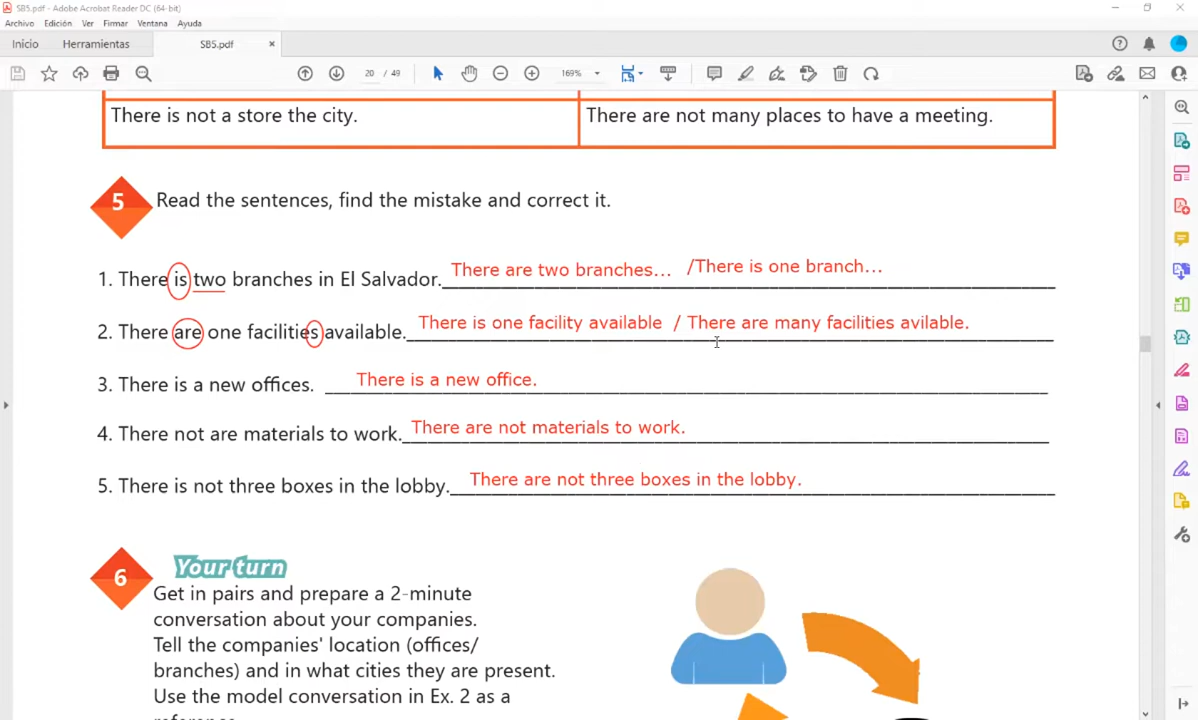 SB5.pdf - Adobe Acrobat Reader DC (64-bit)
Archivo Edición Ver Firmar Ventana Ayuda
Inicio Herramientas SB5.pdf ×
20 / 49 169%
There is not a store the city. There are not many places to have a meeting.
5 Read the sentences, find the mistake and correct it.
1. There is two branches in El Salvador. There are two branches... /There is one branch...
2. There are one facilities available. There is one facility available / There are many facilities avilable.
3. There is a new offices. There is a new office.
4. There not are materials to work. There are not materials to work.
5. There is not three boxes in the lobby. There are not three boxes in the lobby.
6 Your turn
Get in pairs and prepare a 2-minute
conversation about your companies.
Tell the companies' location (offices/
branches) and in what cities they are present.
Use the model conversation in Ex. 2 as a
reference